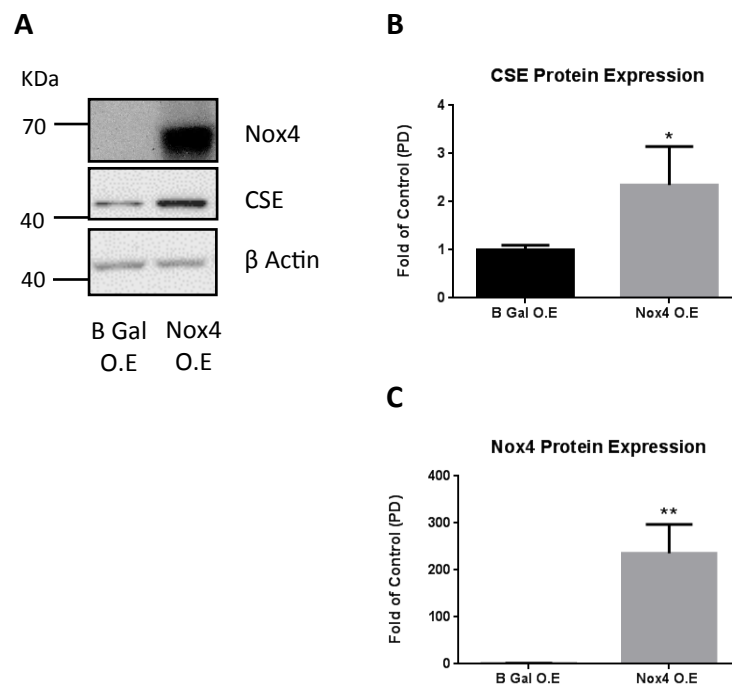 A
KDa
70
Nox4
CSE
40
β Actin
40
B Gal
O.E
Nox4
O.E
B
CSE Protein Expression
Fold of Control (PD)
4
3
2
1
0
*
B Gal O.E
Nox4 O.E
C
Nox4 Protein Expression
Fold of Control (PD)
400
300
200
100
0
**
B Gal O.E
Nox4 O.E